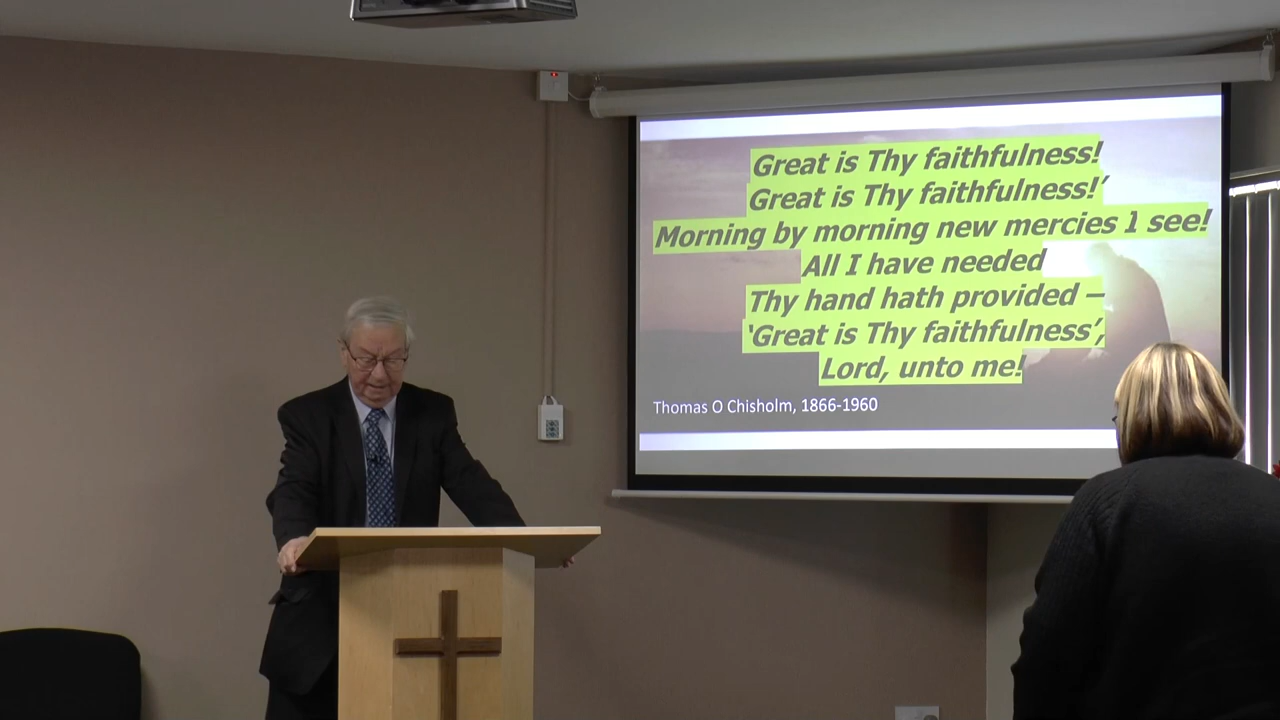 Great is Thy faithfulness!
Great is Thy faithfulness!’
Morning by morning new mercies 1 see!
All I have needed
Thy hand hath provided –
‘Great is Thy faithfulness’,
Lord, unto me!
Thomas O Chisholm, 1866-1960